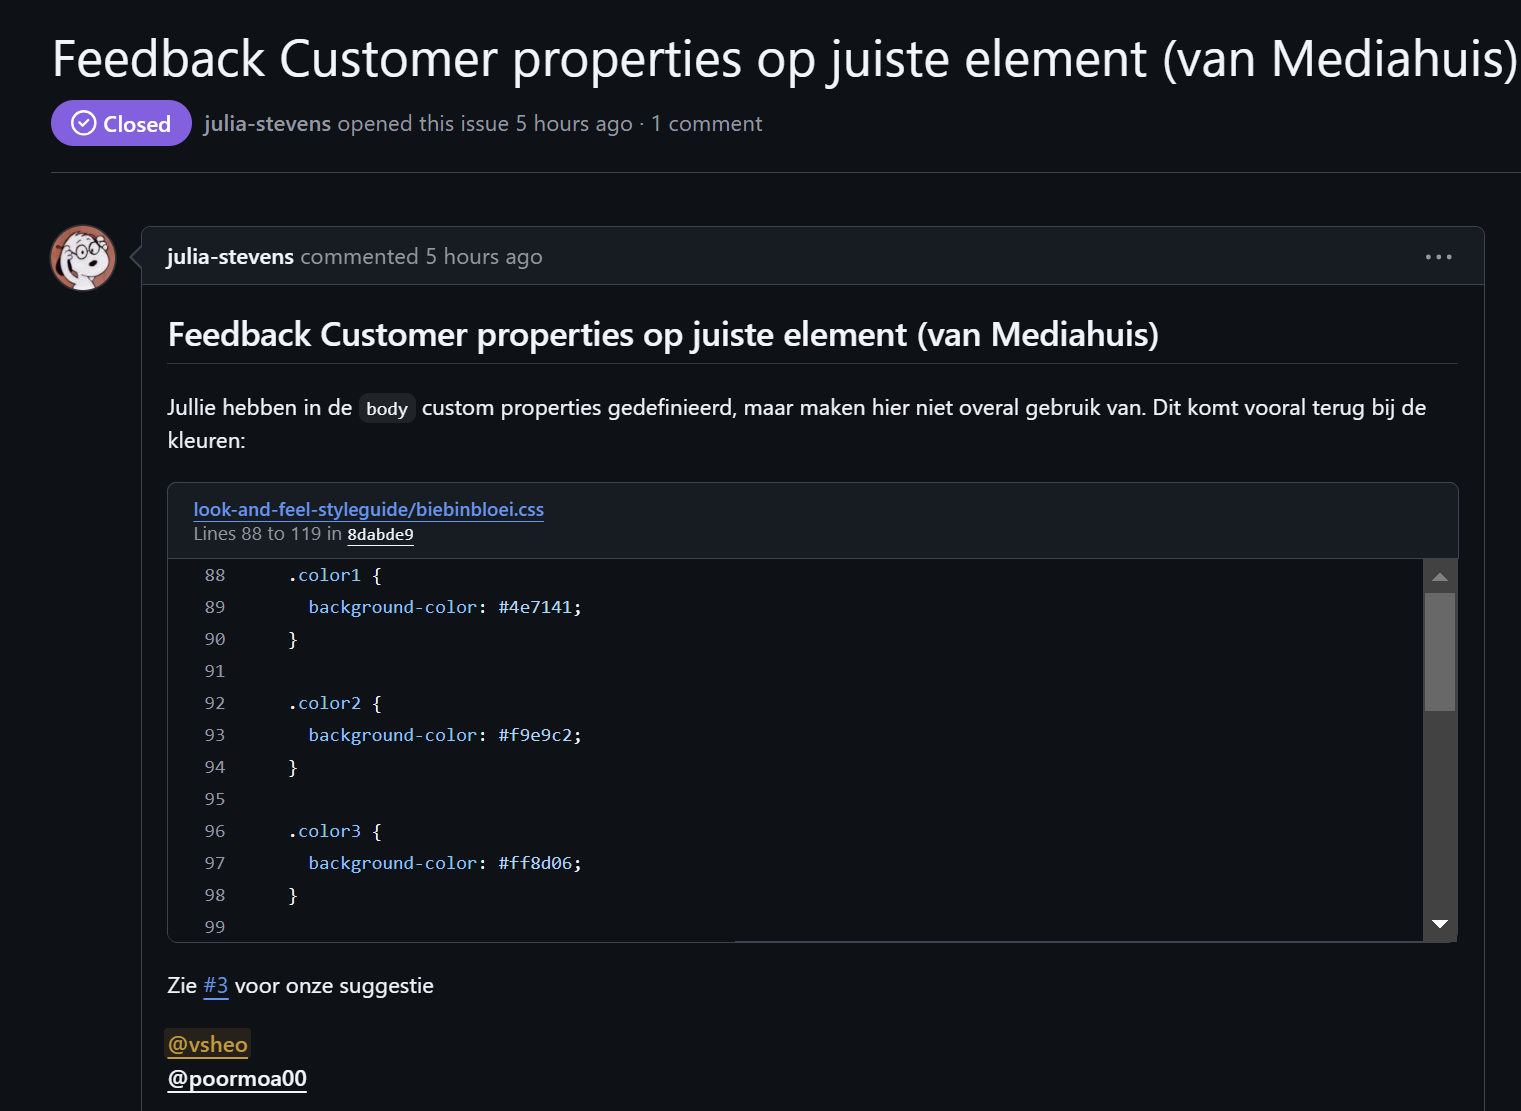 Feedback Customer properties op juiste element (van Mediahuis)
Closed julia-stevens opened this issue 5 hours ago · 1 comment
julia-stevens commented 5 hours ago
Feedback Customer properties op juiste element (van Mediahuis)
Jullie hebben in de body custom properties gedefinieerd, maar maken hier niet overal gebruik van. Dit komt vooral terug bij de
kleuren:
look-and-feel-styleguide/biebinbloei.css
Lines 88 to 119 in 8dabde9
88 .color1 {
89 background-color: #4e7141;
90 }
91
92 .color2 {
93 background-color: #f9e9c2;
94 }
95
96 .color3 {
97 background-color: #ff8d06;
98 }
99
Zie #3 voor onze suggestie
@vsheo
@poormoa00